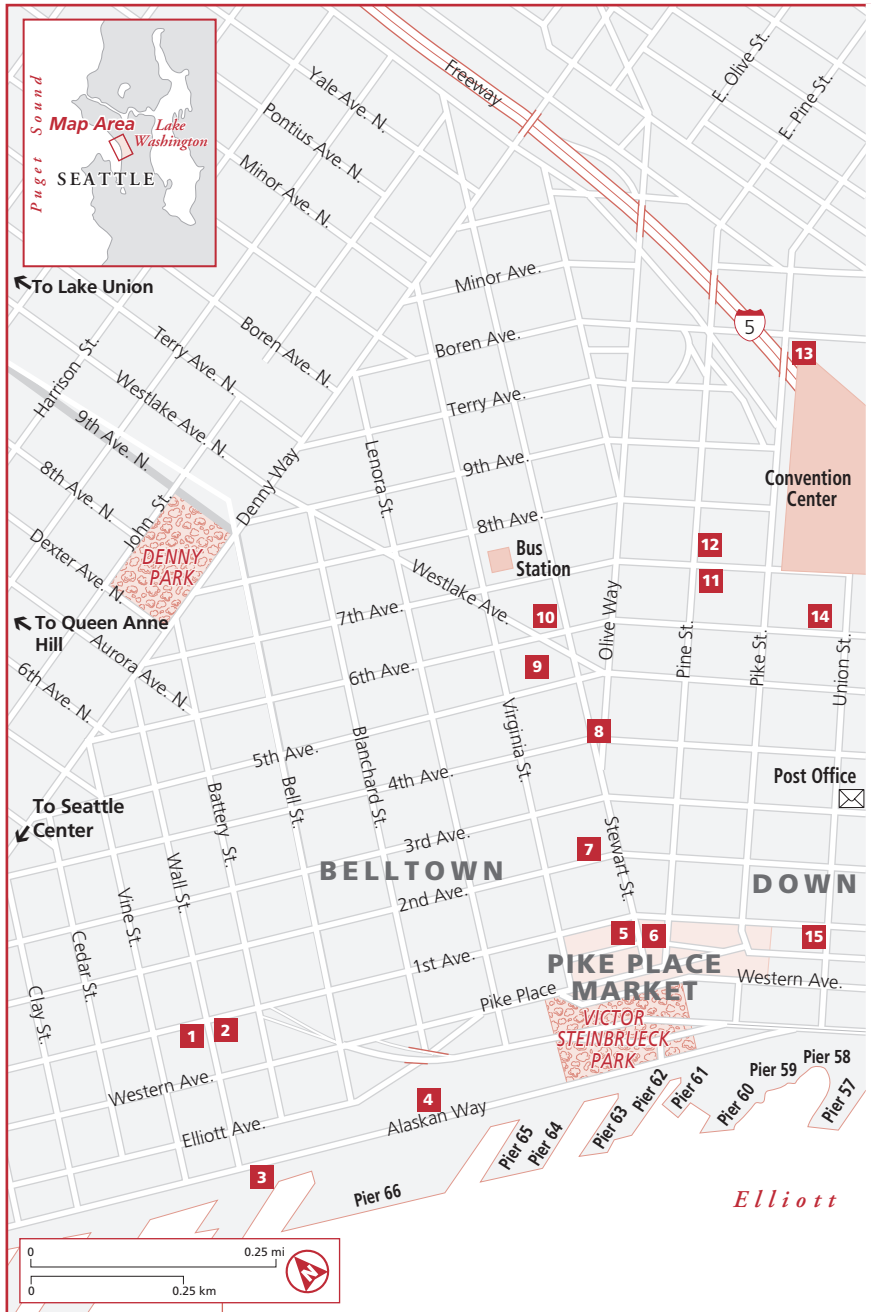 Puget Sound
Map Area
Lake
Washington
SEATTLE
Freeway
E. Olive St.
E. Pine St.
Yale Ave. N.
Pontius Ave. N.
Minor Ave. N.
To Lake Union
Minor Ave.
5
Boren Ave. N.
Terry Ave. N.
Boren Ave.
13
Harrison St.
Westlake Ave. N.
Terry Ave.
9th Ave. N.
Denny Way
Lenora St.
9th Ave.
Convention
Center
8th Ave. N.
John St.
8th Ave.
12
DENNY
PARK
Bus
Station
11
Dexter Ave. N.
Westlake Ave.
7th Ave.
10
Olive Way
14
To Queen Anne
Hill
Aurora Ave. N.
6th Ave. N.
6th Ave.
9
Pine St.
Pike St.
Union St.
Virginia St.
8
5th Ave.
Blanchard St.
4th Ave.
Post Office
To Seattle
Center
Battery St.
Bell St.
3rd Ave.
Stewart St.
7
BELLTOWN
DOWN
Wall St.
Vine St.
2nd Ave.
5
6
15
Cedar St.
1st Ave.
PIKE PLACE
MARKET
Western Ave.
Clay St.
Pike Place
VICTOR
STEINBRUECK
PARK
1
2
Western Ave.
4
Alaskan Way
Elliott Ave.
3
Pier 66
Pier 65
Pier 64
Pier 63
Pier 62
Pier 61
Pier 60
Pier 59
Pier 58
Pier 57
Elliott
0 0.25 mi
0 0.25 km
N